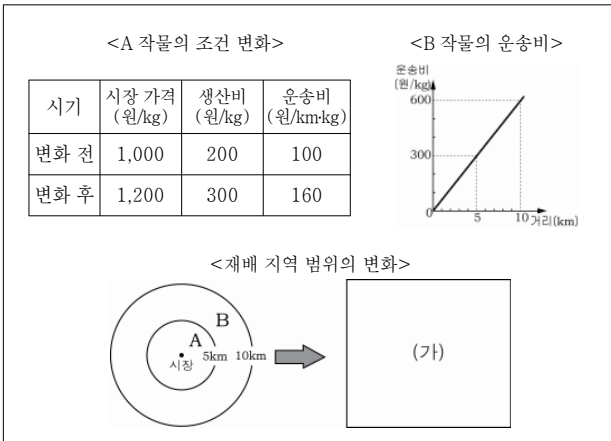 <A 작물의 조건 변화>
<B 작물의 운송비>
시기 시장 가격 (원/kg) 생산비 (원/kg) 운송비 (원/km·kg)
변화 전 1,000 200 100
변화 후 1,200 300 160
운송비
(원/kg)
600
300
0 5 10 거리(km)
<재배 지역 범위의 변화>
B
A
5km 10km
시장
(가)